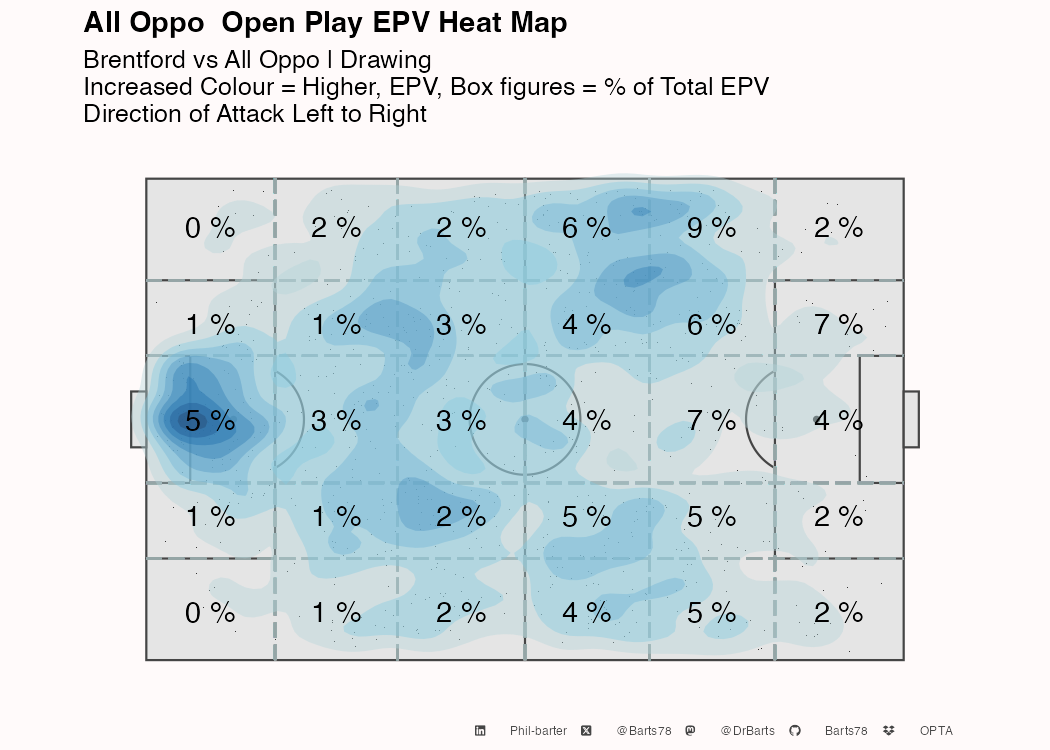 All Oppo  Open Play EPV Heat Map
Brentford vs All Oppo | Drawing
Increased Colour = Higher, EPV, Box figures = % of Total EPV
Direction of Attack Left to Right
0 % 2 % 2 % 6 % 9 % 2 %
1 % 1 % 3 % 4 % 6 % 7 %
5 % 3 % 3 % 4 % 7 % 4 %
1 % 1 % 2 % 5 % 5 % 2 %
0 % 1 % 2 % 4 % 5 % 2 %
Phil-barter @Barts78 @DrBarts Barts78 OPTA